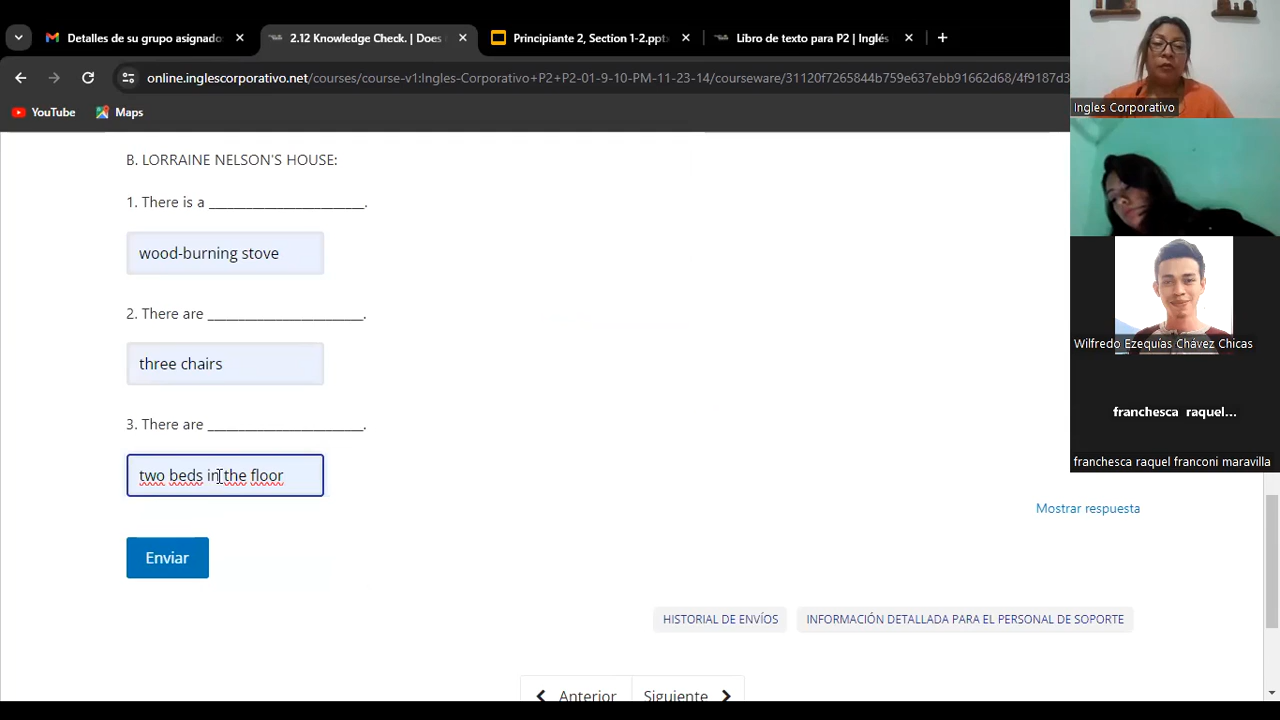 Detalles de su grupo asignado
2.12 Knowledge Check. | Does
Principiante 2, Section 1-2.ppt
Libro de texto para P2 | Inglés
online.inglescorporativo.net/courses/course-v1:Ingles-Corporativo+P2+P2-01-9-10-PM-11-23-14/courseware/31120f7265844b759e637ebb91662d68/4f9187d3
YouTube
Maps
Ingles Corporativo
B. LORRAINE NELSON'S HOUSE:
1. There is a ______________________.
wood-burning stove
2. There are ______________________.
three chairs
Wilfredo Ezequías Chávez Chicas
franchesca raquel...
3. There are ______________________.
franchesca raquel franconi maravilla
two beds in the floor
Mostrar respuesta
Enviar
HISTORIAL DE ENVÍOS
INFORMACIÓN DETALLADA PARA EL PERSONAL DE SOPORTE
Anterior
Siguiente